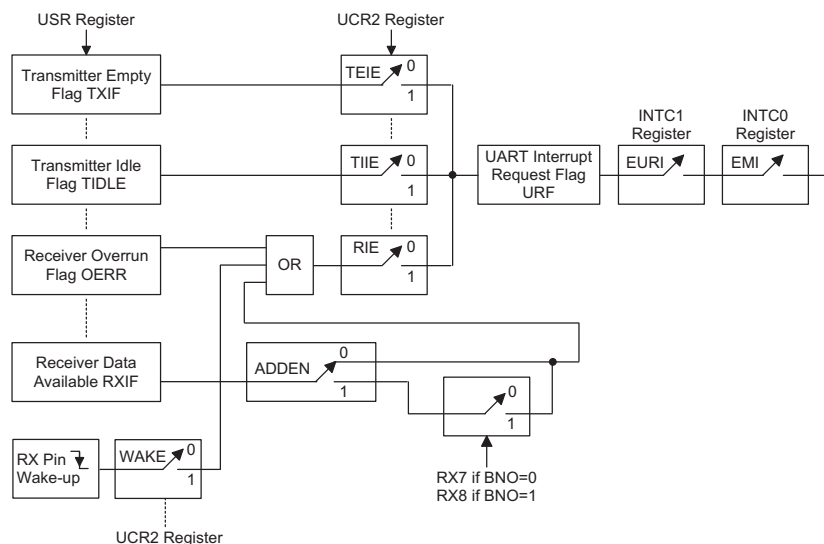 USR Register
UCR2 Register
Transmitter Empty
Flag TXIF
TEIE
0
1
INTC1
Register
INTC0
Register
Transmitter Idle
Flag TIDLE
TIIE
0
1
UART Interrupt
Request Flag
URF
EURI
EMI
Receiver Overrun
Flag OERR
OR
RIE
0
1
Receiver Data
Available RXIF
ADDEN
0
1
0
1
RX Pin
Wake-up
WAKE
0
1
RX7 if BNO=0
RX8 if BNO=1
UCR2 Register